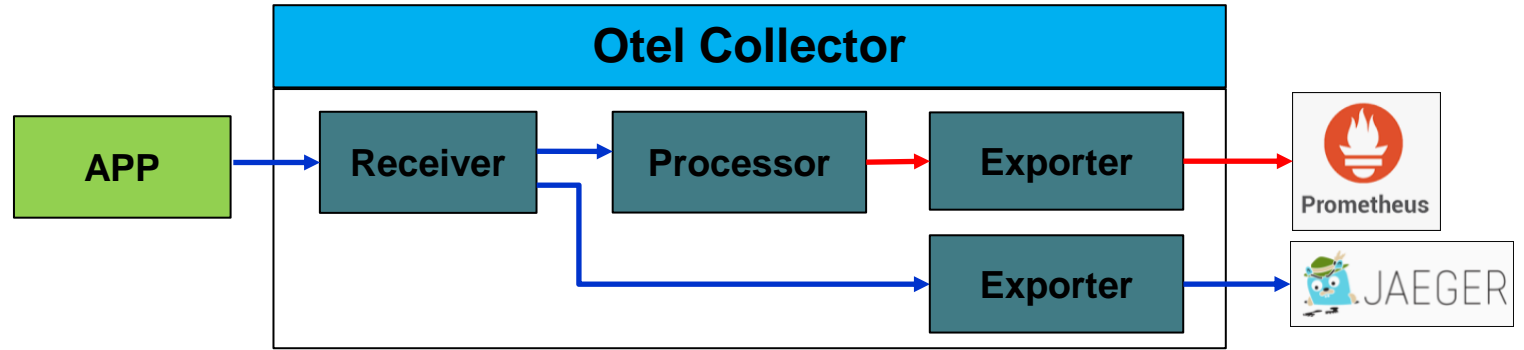 Otel Collector
APP
Receiver
Processor
Exporter
Prometheus
Exporter
JAEGER